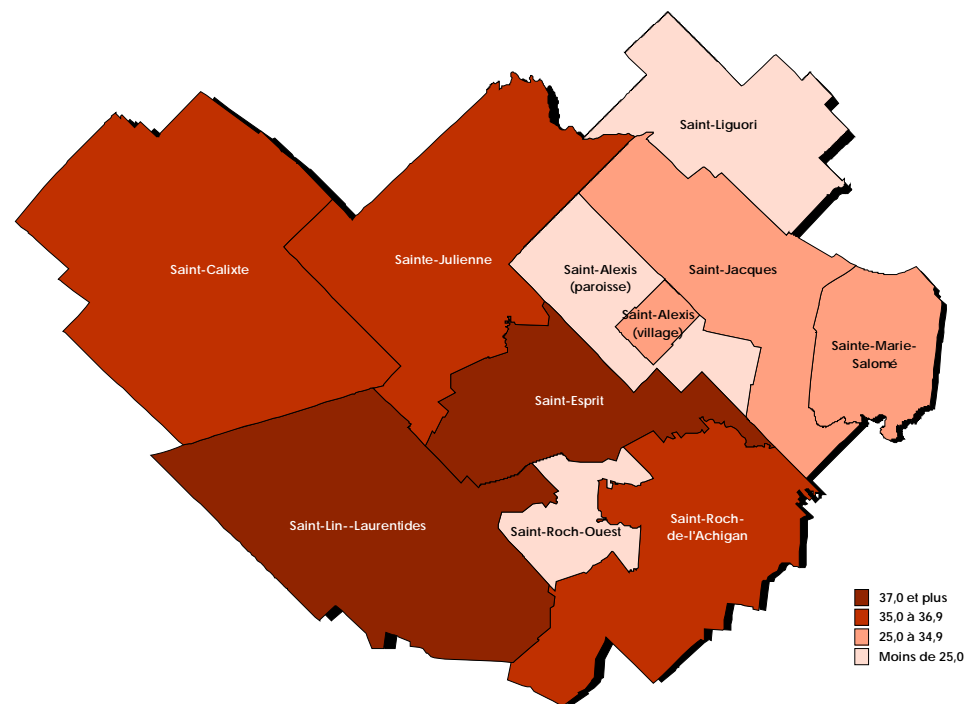 Saint-Liguori
Saint-Calixte
Sainte-Julienne
Saint-Alexis
(paroisse)
Saint-Jacques
Saint-Alexis
(village)
Sainte-Marie-
Salomé
Saint-Esprit
Saint-Lin--Laurentides
Saint-Roch-Ouest
Saint-Roch-
de-l'Achigan
37,0 et plus
35,0 à 36,9
25,0 à 34,9
Moins de 25,0